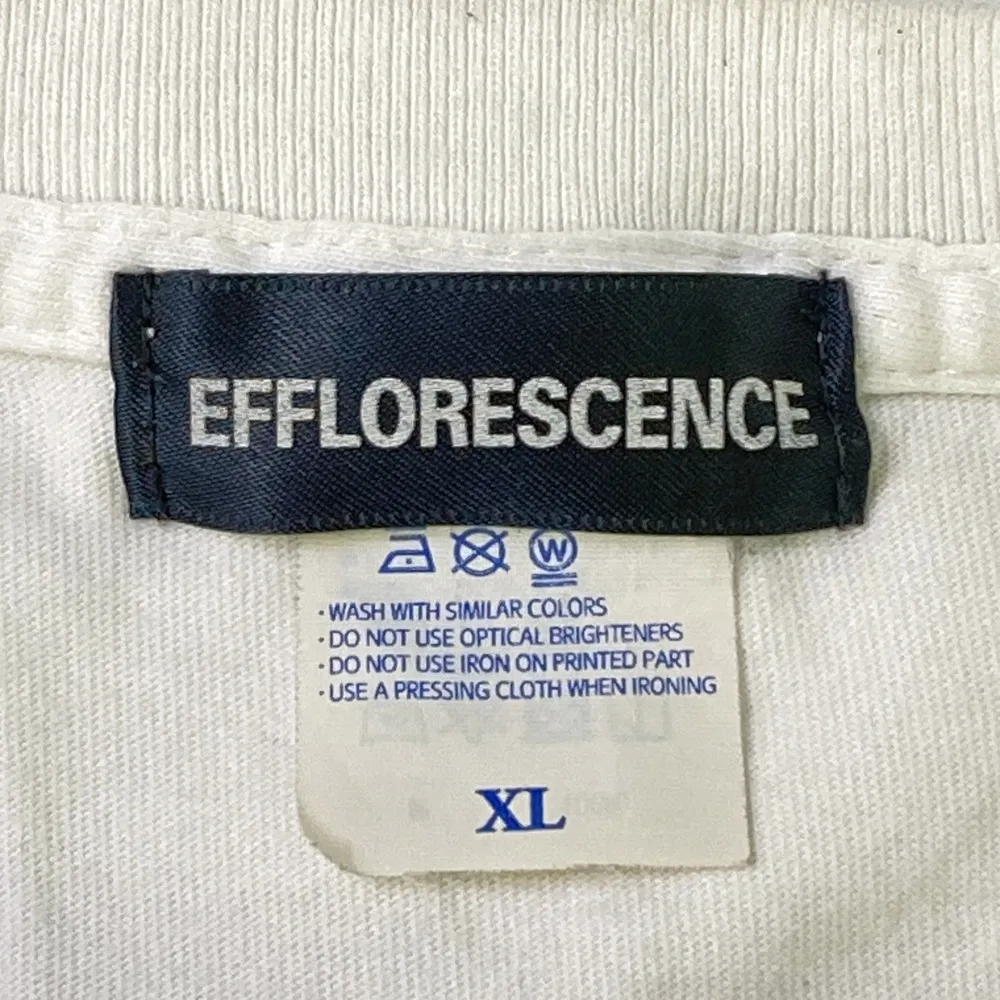 EFFLORESCENCE
W
· WASH WITH SIMILAR COLORS
· DO NOT USE OPTICAL BRIGHTENERS
· DO NOT USE IRON ON PRINTED PART
· USE A PRESSING CLOTH WHEN IRONING
XL